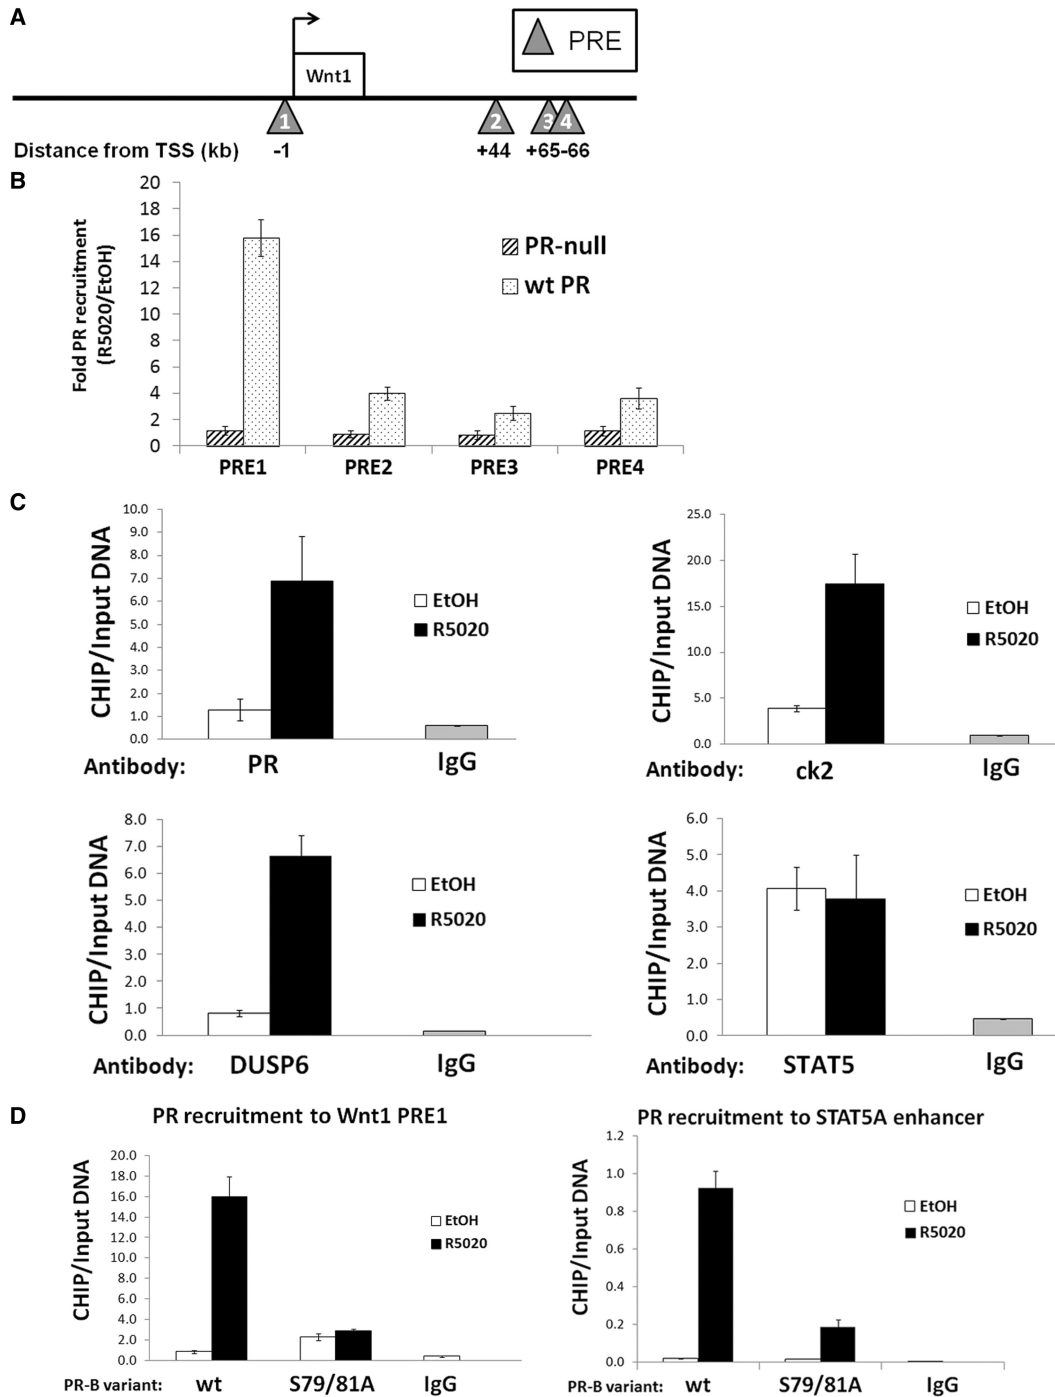 A
PRE
Wnt1
1
2
3
4
Distance from TSS (kb)
-1
+44
+65-66
B
Fold PR recruitment
(R5020/EtOH)
20
18
16
14
12
10
8
6
4
2
0
PR-null
wt PR
PRE1
PRE2
PRE3
PRE4
C
CHIP/Input DNA
10.0
9.0
8.0
7.0
6.0
5.0
4.0
3.0
2.0
1.0
0.0
EtOH
R5020
Antibody:
PR
IgG
CHIP/Input DNA
25.0
20.0
15.0
10.0
5.0
0.0
EtOH
R5020
Antibody:
ck2
IgG
CHIP/Input DNA
8.0
7.0
6.0
5.0
4.0
3.0
2.0
1.0
0.0
EtOH
R5020
Antibody:
DUSP6
IgG
CHIP/Input DNA
6.0
5.0
4.0
3.0
2.0
1.0
0.0
EtOH
R5020
Antibody:
STAT5
IgG
D
PR recruitment to Wnt1 PRE1
CHIP/Input DNA
20.0
18.0
16.0
14.0
12.0
10.0
8.0
6.0
4.0
2.0
0.0
EtOH
R5020
PR-B variant:
wt
S79/81A
IgG
PR recruitment to STAT5A enhancer
CHIP/Input DNA
1.2
1.0
0.8
0.6
0.4
0.2
0.0
EtOH
R5020
PR-B variant:
wt
S79/81A
IgG